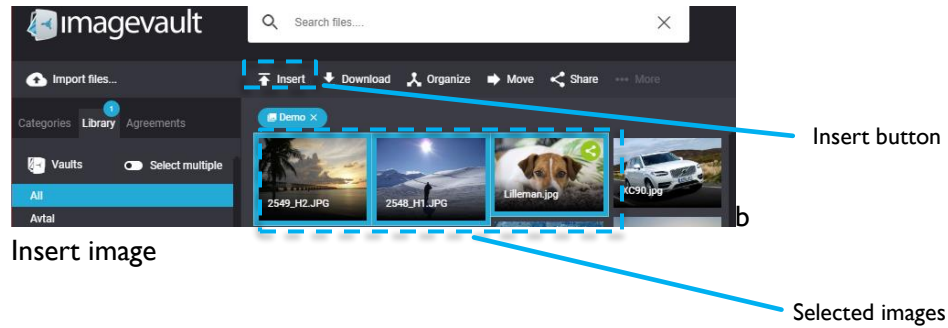 imagevault
Search files....
Import files...
Insert
Download
Organize
Move
Share
More
Categories
Library
1
Agreements
Demo
Vaults
Select multiple
All
Avtal
2549_H2.JPG
2548_H1.JPG
Lilleman.jpg
XC90.jpg
b
Insert button
Insert image
Selected images